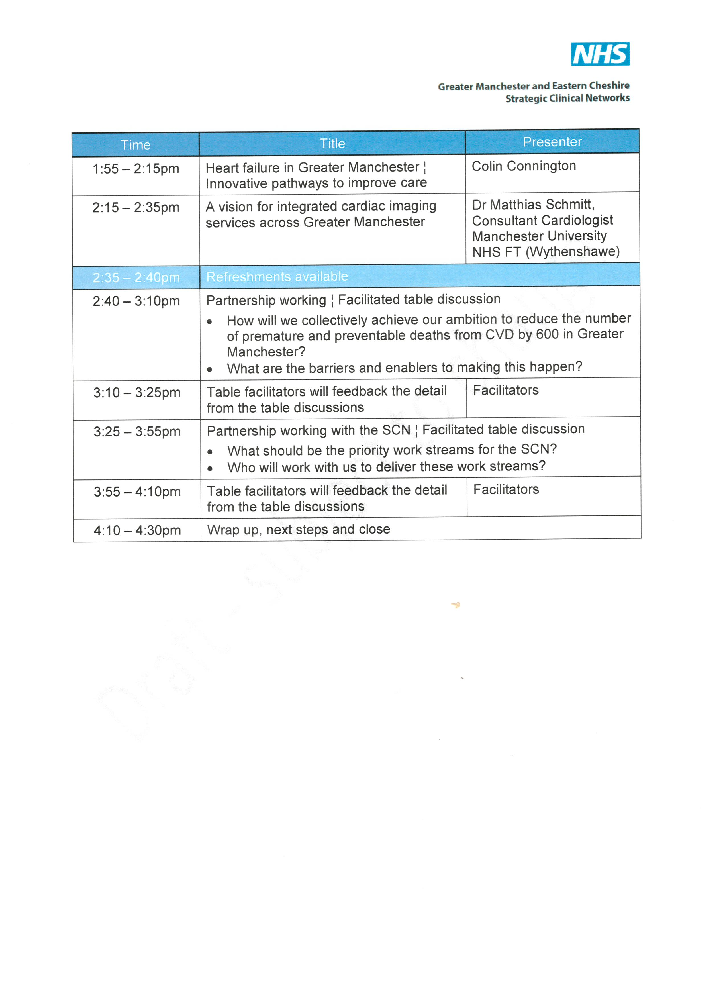 NHS
Greater Manchester and Eastern Cheshire
Strategic Clinical Networks
Time
Title
Presenter
1:55 – 2:15pm
Heart failure in Greater Manchester ¦
Innovative pathways to improve care
Colin Connington
2:15 – 2:35pm
A vision for integrated cardiac imaging
services across Greater Manchester
Dr Matthias Schmitt,
Consultant Cardiologist
Manchester University
NHS FT (Wythenshawe)
2:35 – 2:40pm
Refreshments available
2:40 – 3:10pm
Partnership working ¦ Facilitated table discussion
• How will we collectively achieve our ambition to reduce the number
of premature and preventable deaths from CVD by 600 in Greater
Manchester?
• What are the barriers and enablers to making this happen?
3:10 – 3:25pm
Table facilitators will feedback the detail
from the table discussions
Facilitators
3:25 – 3:55pm
Partnership working with the SCN ¦ Facilitated table discussion
• What should be the priority work streams for the SCN?
• Who will work with us to deliver these work streams?
3:55 – 4:10pm
Table facilitators will feedback the detail
from the table discussions
Facilitators
4:10 – 4:30pm
Wrap up, next steps and close
Draft - subject to